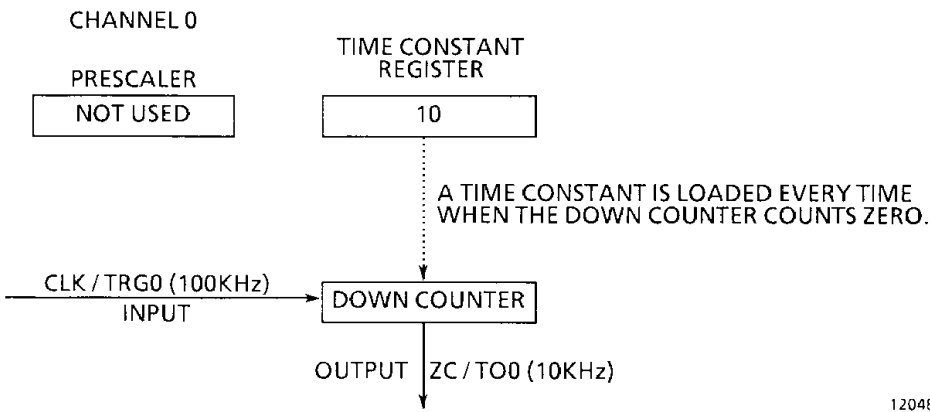 CHANNEL 0
TIME CONSTANT
REGISTER
PRESCALER
NOT USED
10
A TIME CONSTANT IS LOADED EVERY TIME
WHEN THE DOWN COUNTER COUNTS ZERO.
CLK / TRG0 (100KHz)
INPUT
DOWN COUNTER
OUTPUT ZC / TO0 (10KHz)
12048